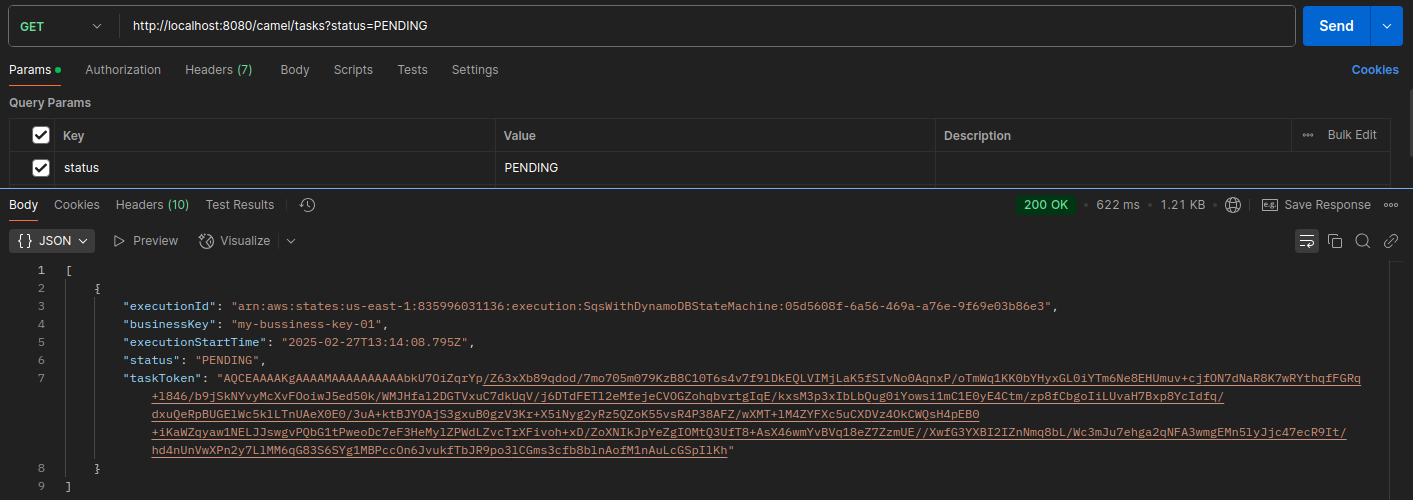 GET http://localhost:8080/camel/tasks?status=PENDING Send
Params Authorization Headers (7) Body Scripts Tests Settings Cookies
Query Params
Key Value Description Bulk Edit
status PENDING
Body Cookies Headers (10) Test Results 200 OK 622 ms 1.21 KB e.g. Save Response
{} JSON Preview Visualize
1 [
2 {
3 "executionId": "arn:aws:states:us-east-1:835996031136:execution:SqsWithDynamoDBStateMachine:05d5608f-6a56-469a-a76e-9f69e03b86e3",
4 "businessKey": "my-bussiness-key-01",
5 "executionStartTime": "2025-02-27T13:14:08.795Z",
6 "status": "PENDING",
7 "taskToken": "AQCEAAAAKgAAAAMAAAAAAAAAAbkU7OiZqrYp/Z63xXb89qdod/7mo705m079KzB8C10T6s4v7f9lDkEQLVIMjLaK5fSIvNo0AqnxP/oTmWq1KK0bYHyxGL0iYTm6Ne8EHUmuv+cjfON7dNaR8K7wRYthqfFGRq
+l846/b9jSkNYvyMcXvFOoiwJ5ed50k/WMJHfal2DGTVxuC7dkUqV/j6DTdFETl2eMfejeCVOGZohqbvrtgIqE/kxsM3p3xIbLbQug0iYowsi1mC1E0yE4Ctm/zp8fCbgoIiLUvaH7Bxp8YcIdfq/
dxuQeRpBUGElWc5klLTnUAeX0E0/3uA+ktBJYOAjS3gxuB0gzV3Kr+X5iNyg2yRz5QZoK55vsR4P38AFZ/wXMT+lM4ZYFXc5uCXDVz4OkCWQsH4pEB0
+iKaWZqyaw1NELJJswgvPQbG1tPweoDc7eF3HeMylZPWdLZvcTrXFivoh+xD/ZoXNIkJpYeZgIOMtQ3UfT8+AsX46wmYvBVq18eZ7ZzmUE//XwfG3YXBI2IZnNmq8bL/Wc3mJu7ehga2qNFA3wmgEMn5lyJjc47ecR9It/
hd4nUnVwXPn2y7LlMM6qG83S6SYg1MBPccOn6JvukfTbJR9po3lCGms3cfb8blnAofM1nAuLcGSpIlKh"
8 }
9 ]